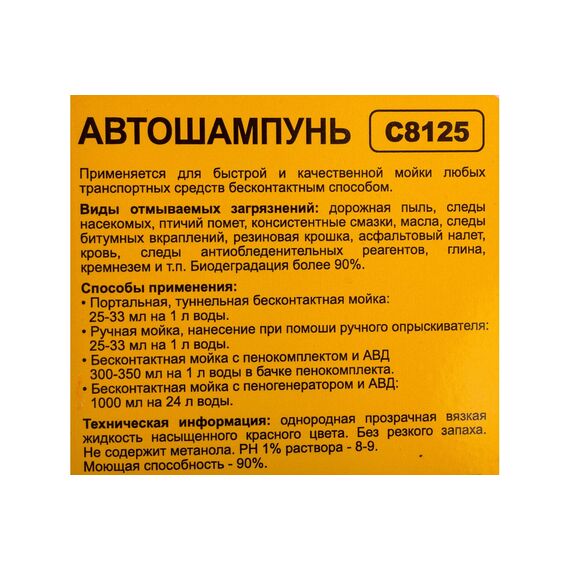 АВТОШАМПУНЬ С8125
Применяется для быстрой и качественной мойки любых
транспортных средств бесконтактным способом.
Виды отмываемых загрязнений: дорожная пыль, следы
насекомых, птичий помет, консистентные смазки, масла, следы
битумных вкраплений, резиновая крошка, асфальтовый налет,
кровь, следы антиобледенительных реагентов, глина,
кремнезем и т.п. Биодеградация более 90%.
Способы применения:
• Портальная, туннельная бесконтактная мойка:
25-33 мл на 1 л воды.
• Ручная мойка, нанесение при помоши ручного опрыскивателя:
25-33 мл на 1 л воды.
• Бесконтактная мойка с пенокомплектом и АВД
300-350 мл на 1 л воды в бачке пенокомплекта.
• Бесконтактная мойка с пеногенератором и АВД:
1000 мл на 24 л воды.
Техническая информация: однородная прозрачная вязкая
жидкость насыщенного красного цвета. Без резкого запаха.
Не содержит метанола. РН 1% раствора - 8-9.
Моющая способность - 90%.